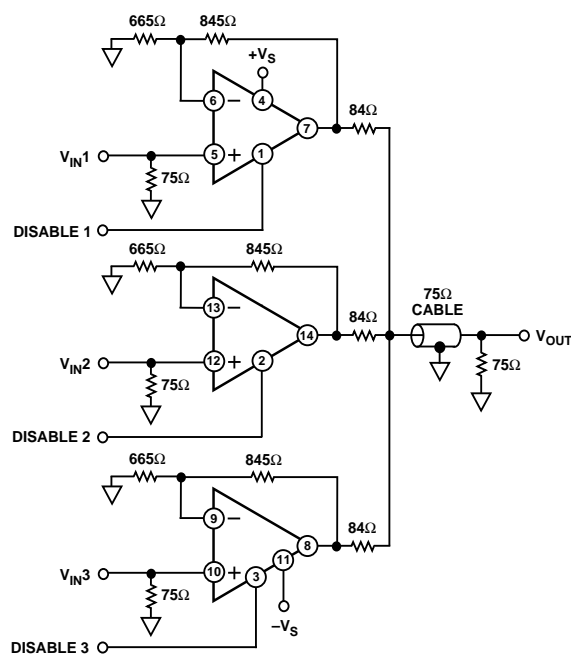 665Ω 845Ω
+VS
6 − 4
7 84Ω
VIN1 5 + 1
75Ω
DISABLE 1
665Ω 845Ω
13 −
14 84Ω
75Ω
CABLE
VOUT
VIN2 12 + 2
75Ω
75Ω
DISABLE 2
665Ω 845Ω
9 −
8 84Ω
11
VIN3 10 + 3
75Ω
−VS
DISABLE 3